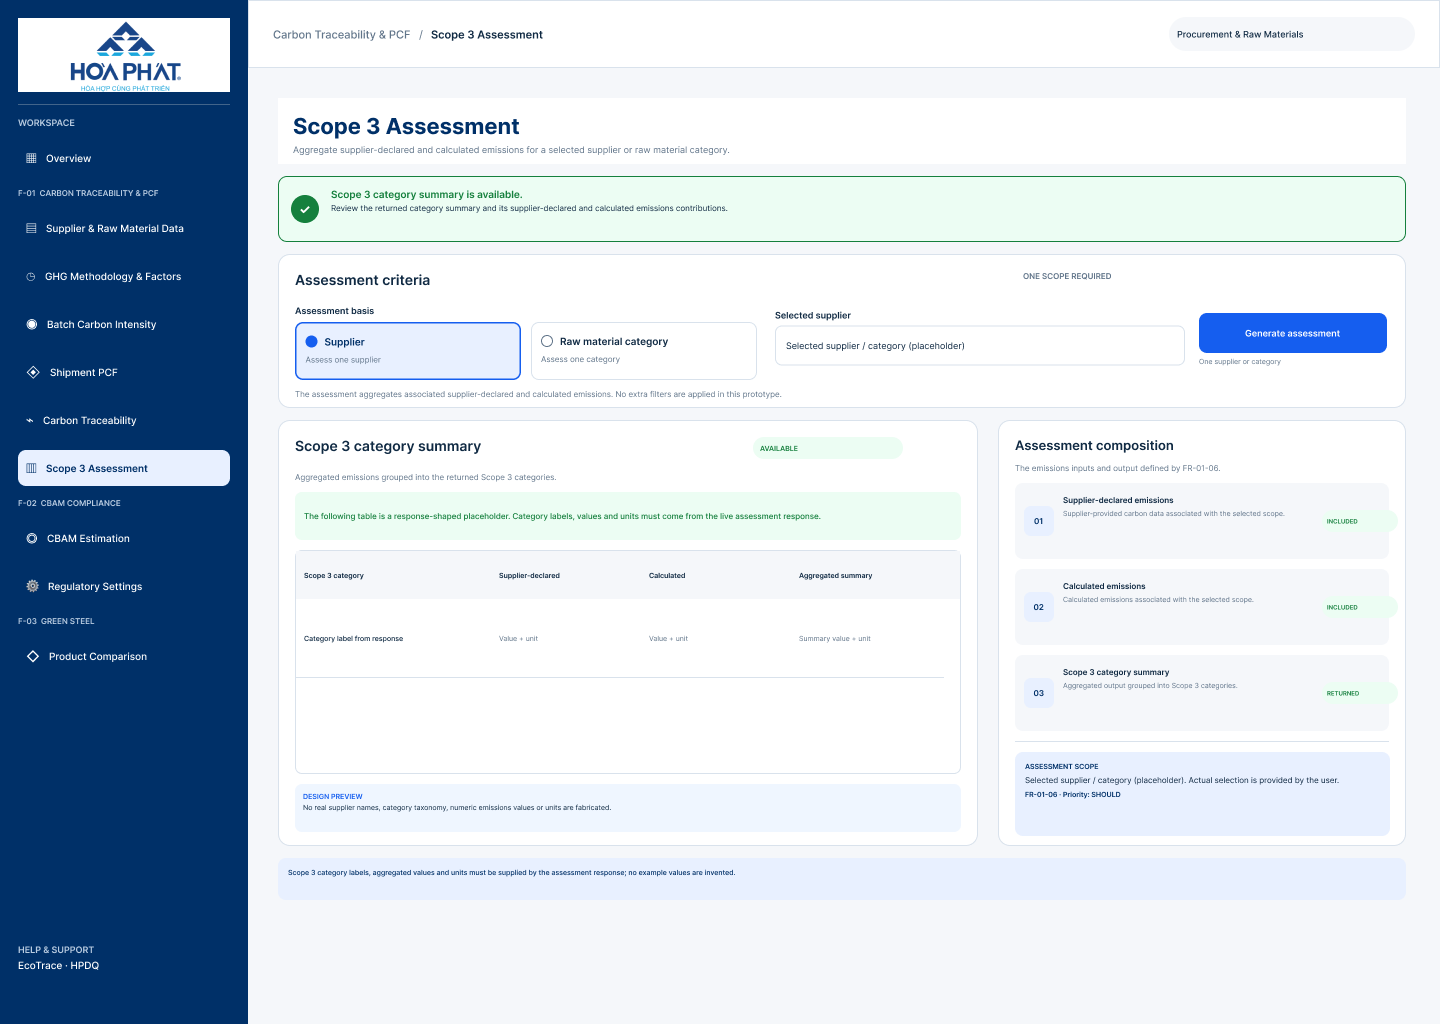 HÒA PHÁT
HÒA HỢP CÙNG PHÁT TRIỂN
WORKSPACE
Overview
F-01 CARBON TRACEABILITY & PCF
Supplier & Raw Material Data
GHG Methodology & Factors
Batch Carbon Intensity
Shipment PCF
Carbon Traceability
Scope 3 Assessment
F-02 CBAM COMPLIANCE
CBAM Estimation
Regulatory Settings
F-03 GREEN STEEL
Product Comparison
HELP & SUPPORT
EcoTrace · HPDQ
Carbon Traceability & PCF / Scope 3 Assessment
Procurement & Raw Materials
Scope 3 Assessment
Aggregate supplier-declared and calculated emissions for a selected supplier or raw material category.
Scope 3 category summary is available.
Review the returned category summary and its supplier-declared and calculated emissions contributions.
Assessment criteria
ONE SCOPE REQUIRED
Assessment basis
Supplier
Assess one supplier
Raw material category
Assess one category
Selected supplier
Selected supplier / category (placeholder)
Generate assessment
One supplier or category
The assessment aggregates associated supplier-declared and calculated emissions. No extra filters are applied in this prototype.
Scope 3 category summary
AVAILABLE
Aggregated emissions grouped into the returned Scope 3 categories.
The following table is a response-shaped placeholder. Category labels, values and units must come from the live assessment response.
Scope 3 category Supplier-declared Calculated Aggregated summary
Category label from response Value + unit Value + unit Summary value + unit
DESIGN PREVIEW
No real supplier names, category taxonomy, numeric emissions values or units are fabricated.
Assessment composition
The emissions inputs and output defined by FR-01-06.
01
Supplier-declared emissions
Supplier-provided carbon data associated with the selected scope.
INCLUDED
02
Calculated emissions
Calculated emissions associated with the selected scope.
INCLUDED
03
Scope 3 category summary
Aggregated output grouped into Scope 3 categories.
RETURNED
ASSESSMENT SCOPE
Selected supplier / category (placeholder). Actual selection is provided by the user.
FR-01-06 · Priority: SHOULD
Scope 3 category labels, aggregated values and units must be supplied by the assessment response; no example values are invented.